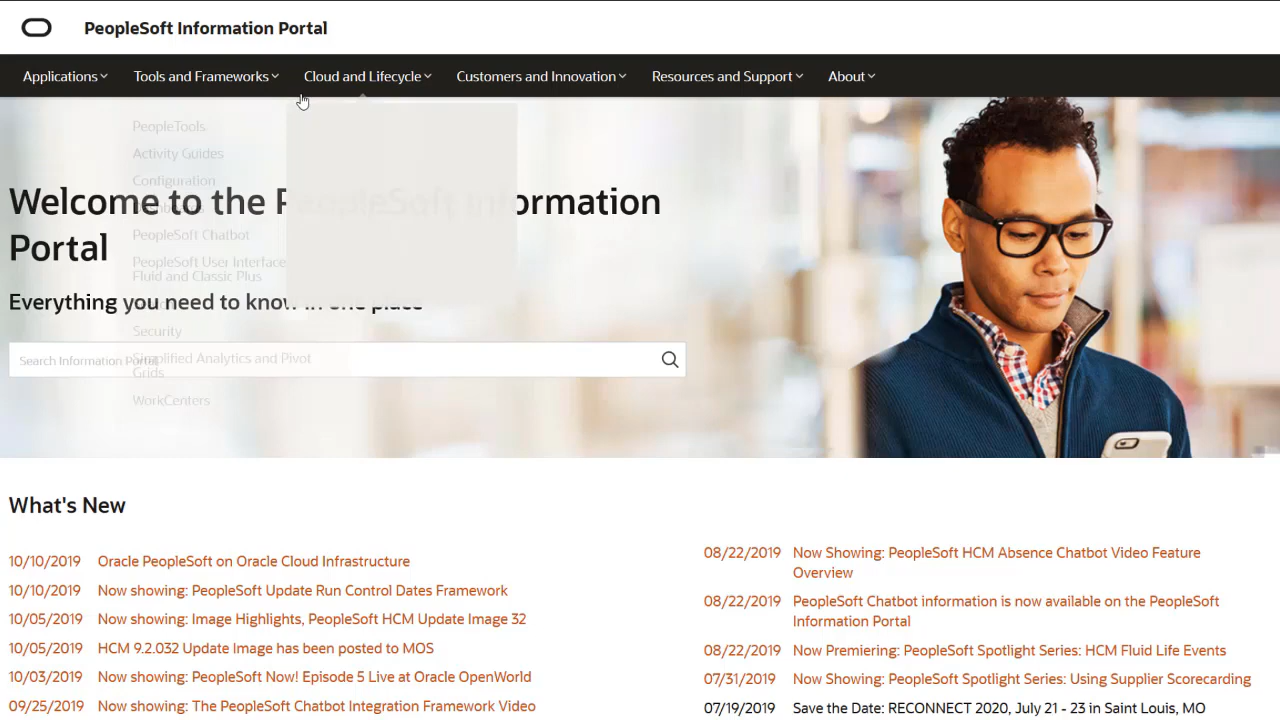 PeopleSoft Information Portal
Applications Tools and Frameworks Cloud and Lifecycle Customers and Innovation Resources and Support About
PeopleTools
Activity Guides
Configuration
Welcome to the PeopleSoft Information
Portal
PeopleSoft Chatbot
PeopleSoft User Interface
Fluid and Classic Plus
Everything you need to know in one place
Security
Search Information Portal
Simplified Analytics and Pivot
Grids
WorkCenters
What's New
10/10/2019 Oracle PeopleSoft on Oracle Cloud Infrastructure
10/10/2019 Now showing: PeopleSoft Update Run Control Dates Framework
10/05/2019 Now showing: Image Highlights, PeopleSoft HCM Update Image 32
10/05/2019 HCM 9.2.032 Update Image has been posted to MOS
10/03/2019 Now showing: PeopleSoft Now! Episode 5 Live at Oracle OpenWorld
09/25/2019 Now showing: The PeopleSoft Chatbot Integration Framework Video
08/22/2019 Now Showing: PeopleSoft HCM Absence Chatbot Video Feature
Overview
08/22/2019 PeopleSoft Chatbot information is now available on the PeopleSoft
Information Portal
08/22/2019 Now Premiering: PeopleSoft Spotlight Series: HCM Fluid Life Events
07/31/2019 Now Showing: PeopleSoft Spotlight Series: Using Supplier Scorecarding
07/19/2019 Save the Date: RECONNECT 2020, July 21 - 23 in Saint Louis, MO